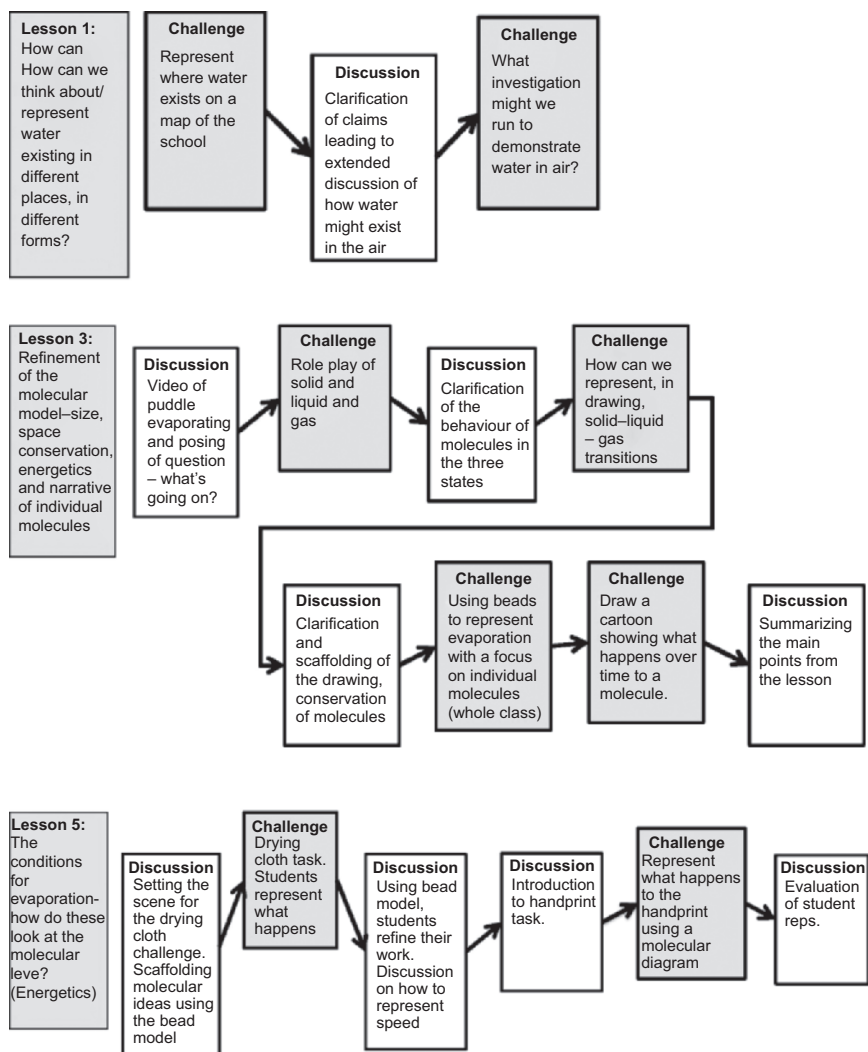 Lesson 1:
How can
How can we
think about/
represent
water
existing in
different
places, in
different
forms?
Challenge
Represent
where water
exists on a
map of the
school
Discussion
Clarification
of claims
leading to
extended
discussion of
how water
might exist
in the air
Challenge
What
investigation
might we
run to
demonstrate
water in air?
Lesson 3:
Refinement
of the
molecular
model–size,
space
conservation,
energetics
and narrative
of individual
molecules
Discussion
Video of
puddle
evaporating
and posing
of question
– what's
going on?
Challenge
Role play of
solid and
liquid and
gas
Discussion
Clarification
of the
behaviour of
molecules in
the three
states
Challenge
How can we
represent, in
drawing,
solid–liquid
– gas
transitions
Discussion
Clarification
and
scaffolding of
the drawing,
conservation
of molecules
Challenge
Using beads
to represent
evaporation
with a focus
on individual
molecules
(whole class)
Challenge
Draw a
cartoon
showing what
happens over
time to a
molecule.
Discussion
Summarizing
the main
points from
the lesson
Lesson 5:
The
conditions
for
evaporation-
how do these
look at the
molecular
leve?
(Energetics)
Discussion
Setting the
scene for
the drying
cloth
challenge.
Scaffolding
molecular
ideas using
the bead
model
Challenge
Drying
cloth task.
Students
represent
what
happens
Discussion
Using bead
model,
students
refine their
work.
Discussion
on how to
represent
speed
Discussion
Introduction
to handprint
task.
Challenge
Represent
what happens
to the
handprint
using a
molecular
diagram
Discussion
Evaluation
of student
reps.